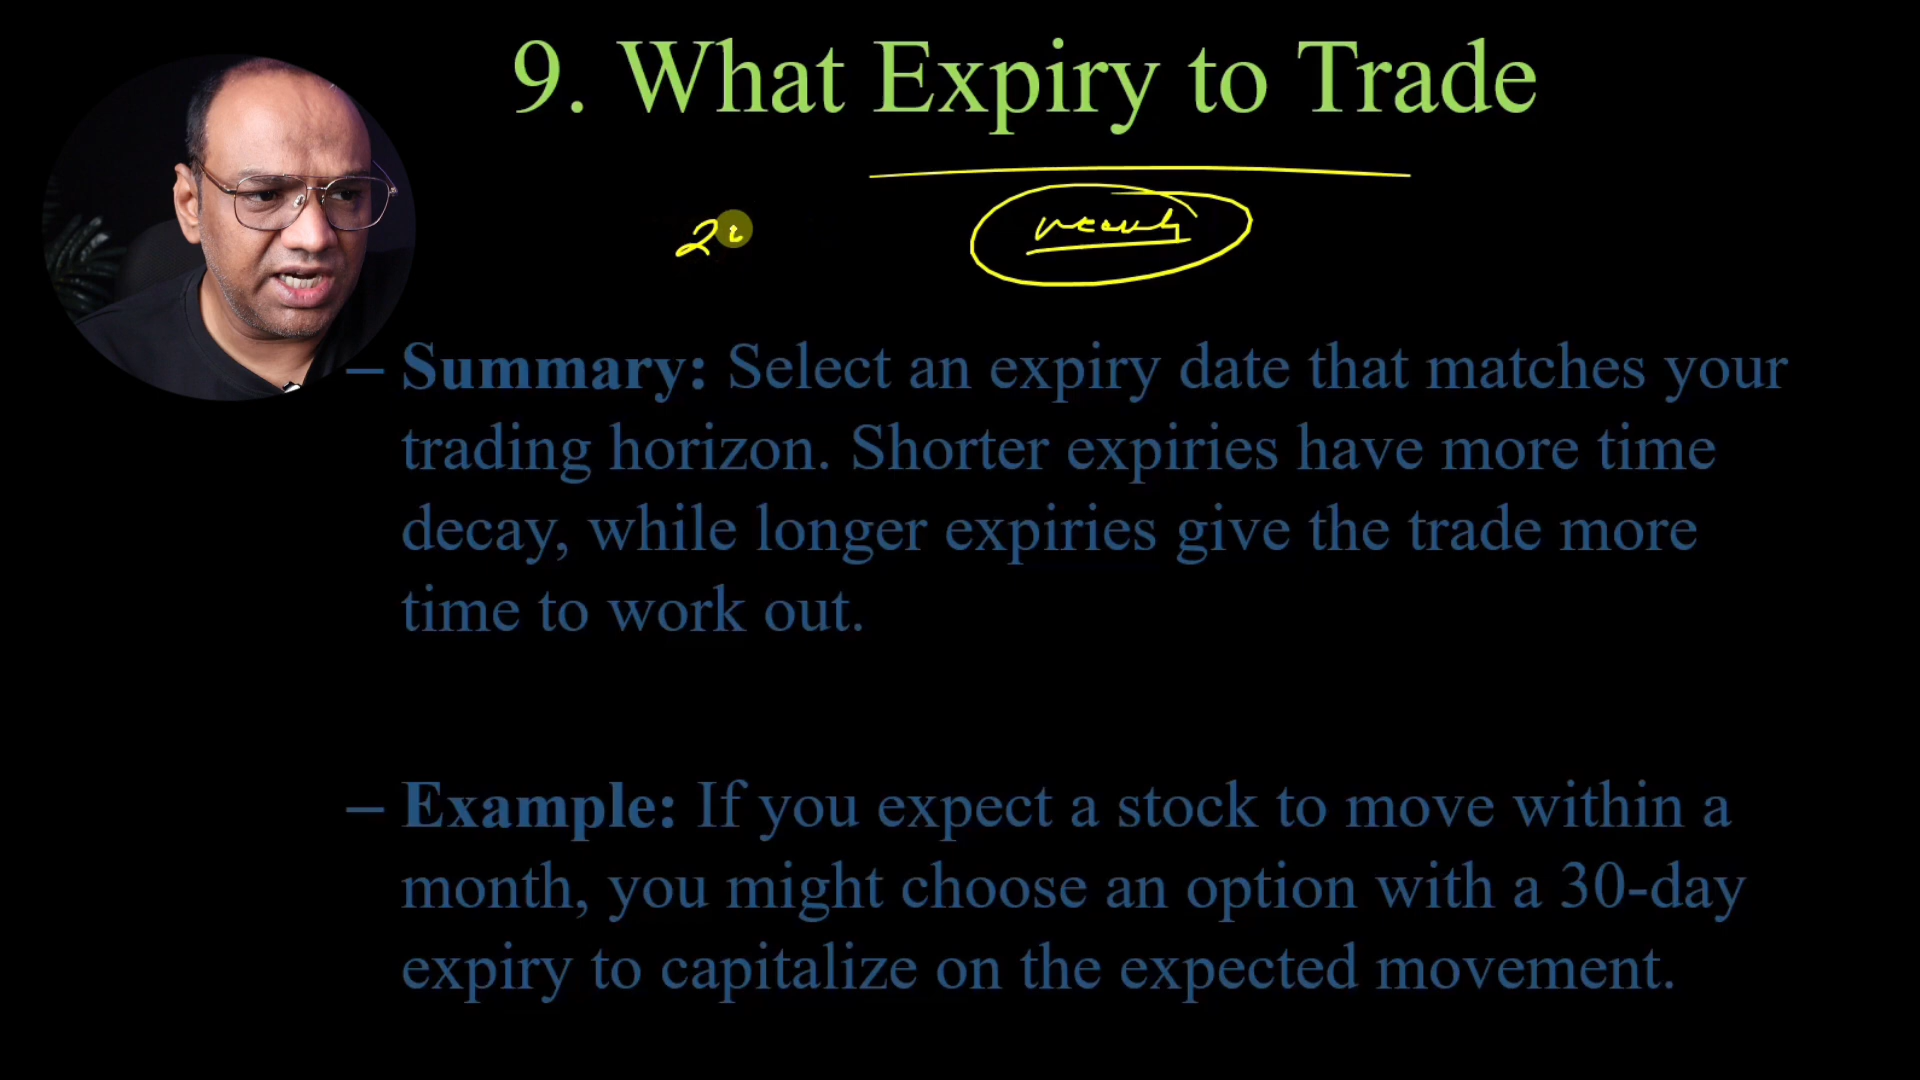 9. What Expiry to Trade
– Summary: Select an expiry date that matches your
trading horizon. Shorter expiries have more time
decay, while longer expiries give the trade more
time to work out.
– Example: If you expect a stock to move within a
month, you might choose an option with a 30-day
expiry to capitalize on the expected movement.